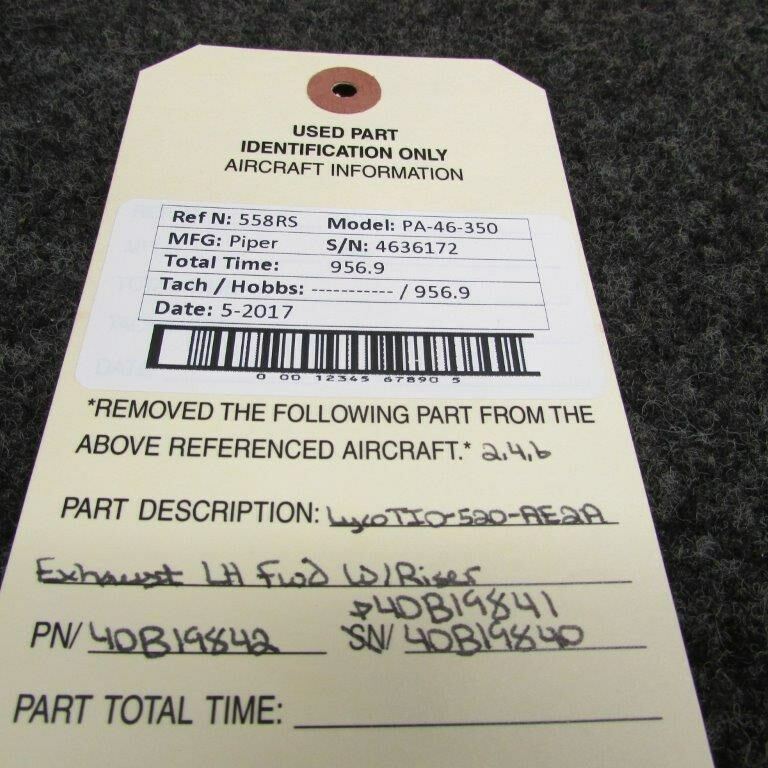 USED PART
IDENTIFICATION ONLY
AIRCRAFT INFORMATION
Ref N: 558RS Model: PA-46-350
MFG: Piper S/N: 4636172
Total Time: 956.9
Tach / Hobbs: ----------- / 956.9
Date: 5-2017
0 00 12345 67890 5
*REMOVED THE FOLLOWING PART FROM THE
ABOVE REFERENCED AIRCRAFT.* 2,4,6
PART DESCRIPTION: LycoTIO-520-AE2A
Exhaust LH Fwd W/Riser
40B19841
PN/ 40B19842 SN/ 40B19840
PART TOTAL TIME: